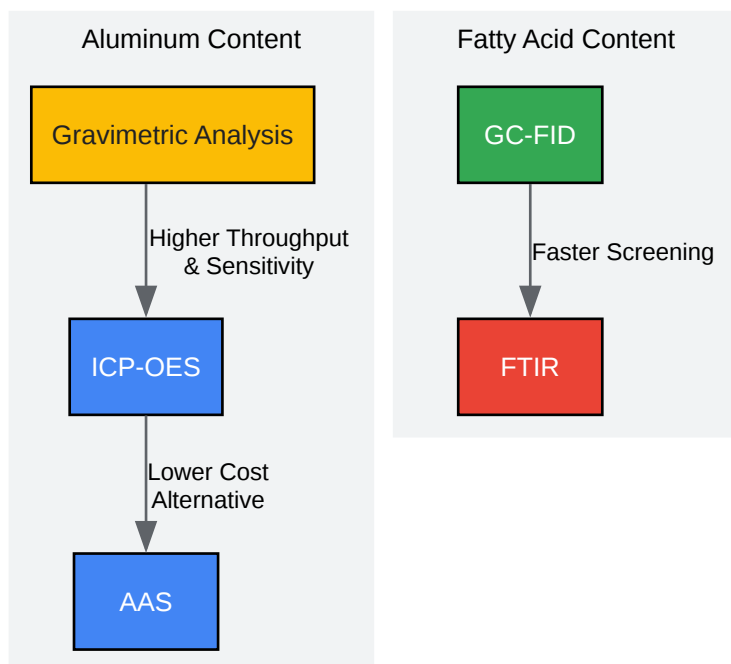 Aluminum Content
Gravimetric Analysis
Higher Throughput
& Sensitivity
ICP-OES
Lower Cost
Alternative
AAS
Fatty Acid Content
GC-FID
Faster Screening
FTIR